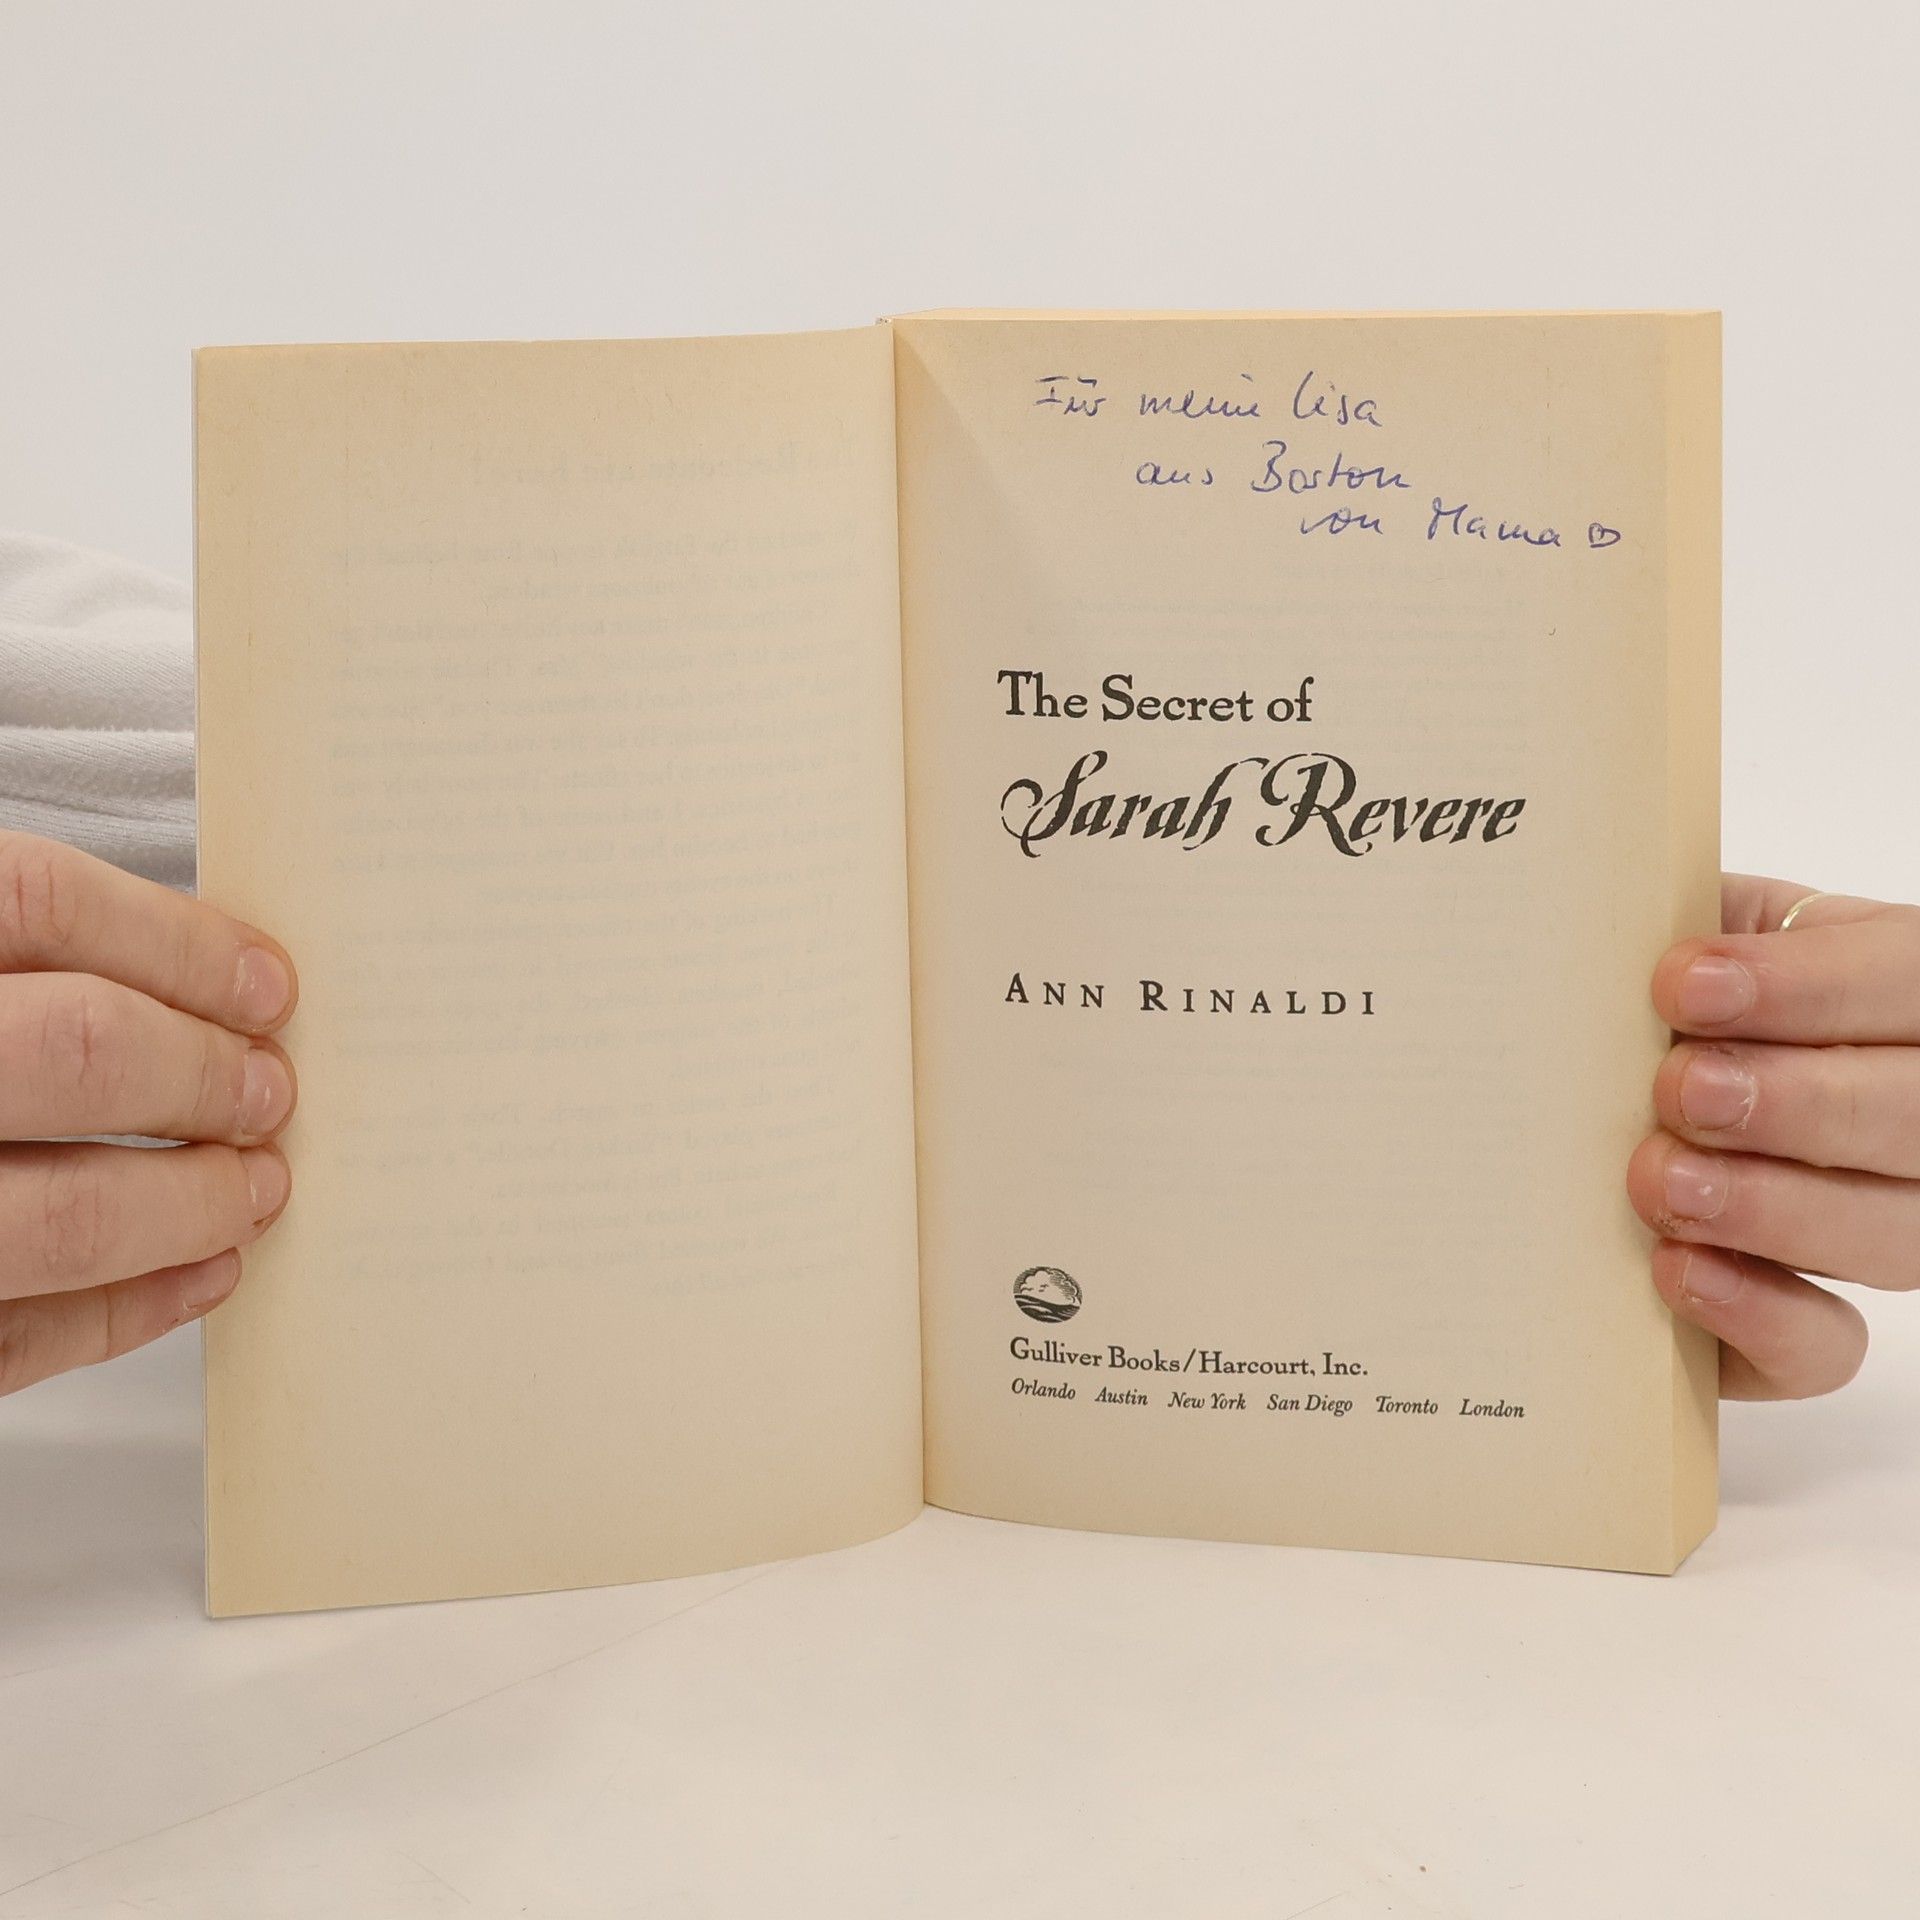 Für meine Lisa
aus Boston
von Mama
The Secret of
Sarah Revere
ANN RINALDI
Gulliver Books/Harcourt, Inc.
Orlando Austin New York San Diego Toronto London